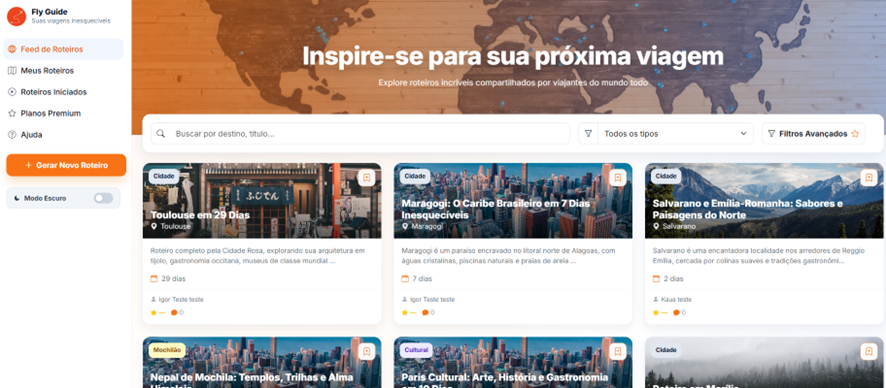 Fly Guide
Suas viagens inesquecíveis
Feed de Roteiros
Meus Roteiros
Roteiros Iniciados
Planos Premium
Ajuda
+ Gerar Novo Roteiro
Modo Escuro
Inspire-se para sua próxima viagem
Explore roteiros incríveis compartilhados por viajantes do mundo todo
Buscar por destino, título...
Todos os tipos
Filtros Avançados
Cidade
ふじでん
Toulouse em 29 Dias
Toulouse
Roteiro completo pela Cidade Rosa, explorando sua arquitetura em
tijolo, gastronomia occitana, museus de classe mundial ...
29 dias
Igor Teste teste
— 0
Cidade
Maragogi: O Caribe Brasileiro em 7 Dias
Inesquecíveis
Maragogi
Maragogi é um paraíso encravado no litoral norte de Alagoas, com
águas cristalinas, piscinas naturais e praias de areia ...
7 dias
Igor Teste teste
— 0
Cidade
Salvarano e Emília-Romanha: Sabores e
Paisagens do Norte
Salvarano
Salvarano é uma encantadora localidade nos arredores de Reggio
Emilia, cercada por colinas suaves e tradições gastronômi...
2 dias
Kaua teste
— 0
Mochilão
Nepal de Mochila: Templos, Trilhas e Alma
Cultural
Paris Cultural: Arte, História e Gastronomia
Cidade